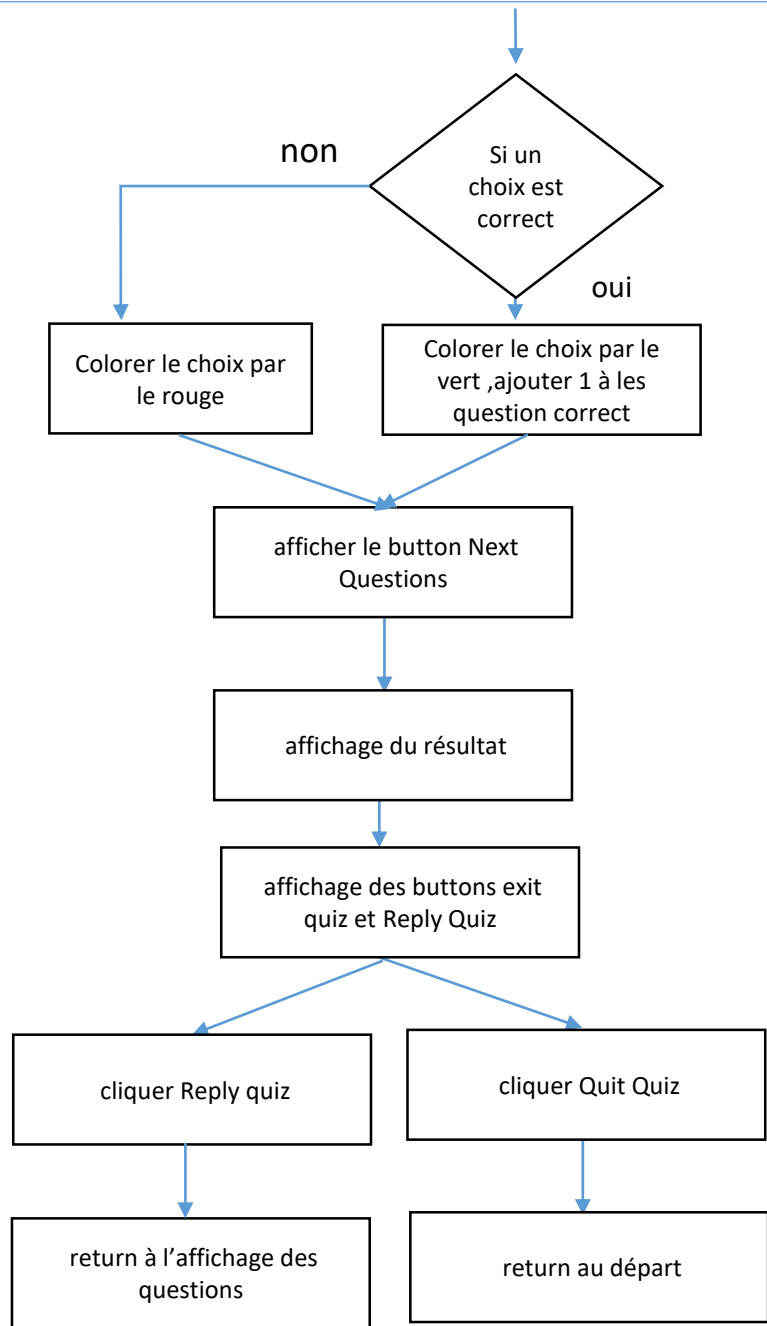 Si un
choix est
correct
non
oui
Colorer le choix par
le rouge
Colorer le choix par le
vert ,ajouter 1 à les
question correct
afficher le button Next
Questions
affichage du résultat
affichage des buttons exit
quiz et Reply Quiz
cliquer Reply quiz
cliquer Quit Quiz
return à l’affichage des
questions
return au départ